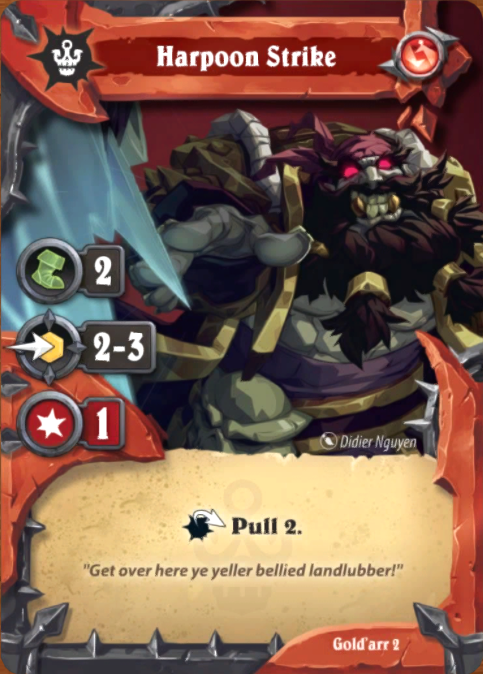 Harpoon Strike
2
2-3
1
Didier Nguyen
Pull 2.
"Get over here ye yeller bellied landlubber!"
Gold'arr 2